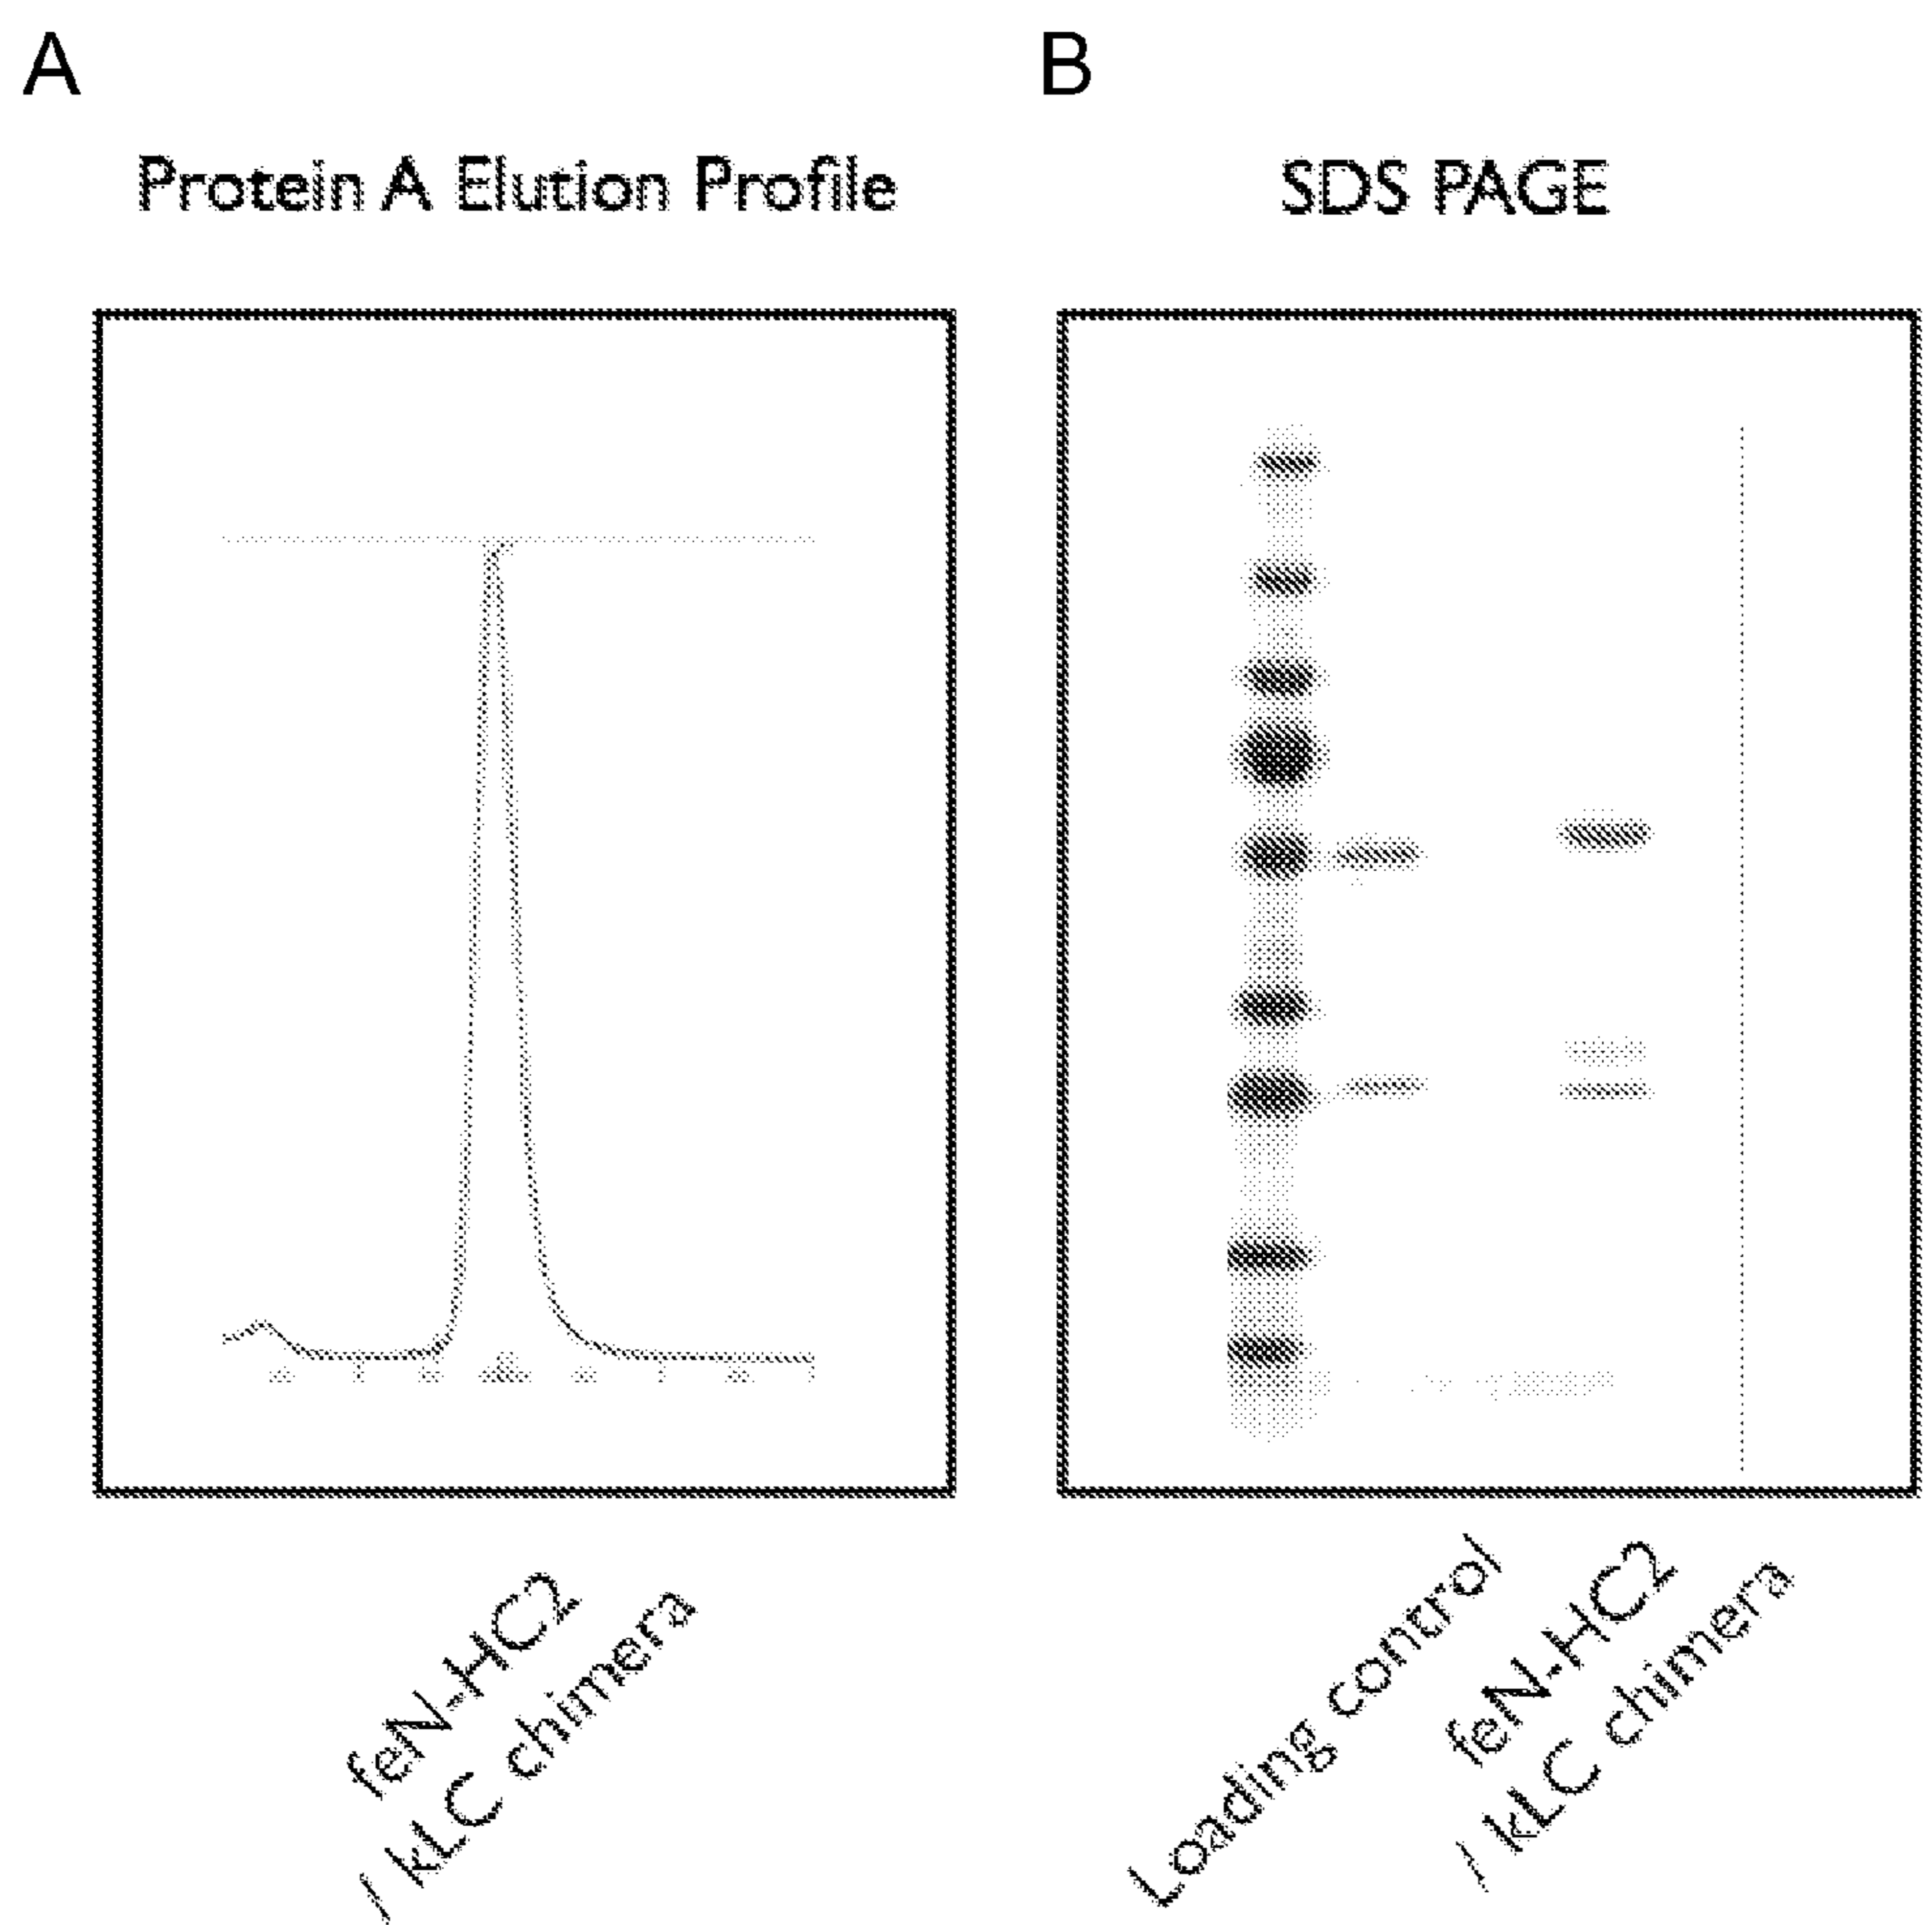 A
Protein A Elution Profile
feN-HC2
/ kLC chimera
B
SDS PAGE
Loading control
feN-HC2
/ kLC chimera